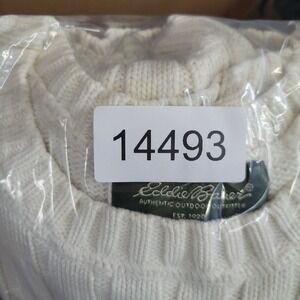 14493
Eddie Bauer
AUTHENTIC OUTDOOR OUTFITTER
EST. 1920